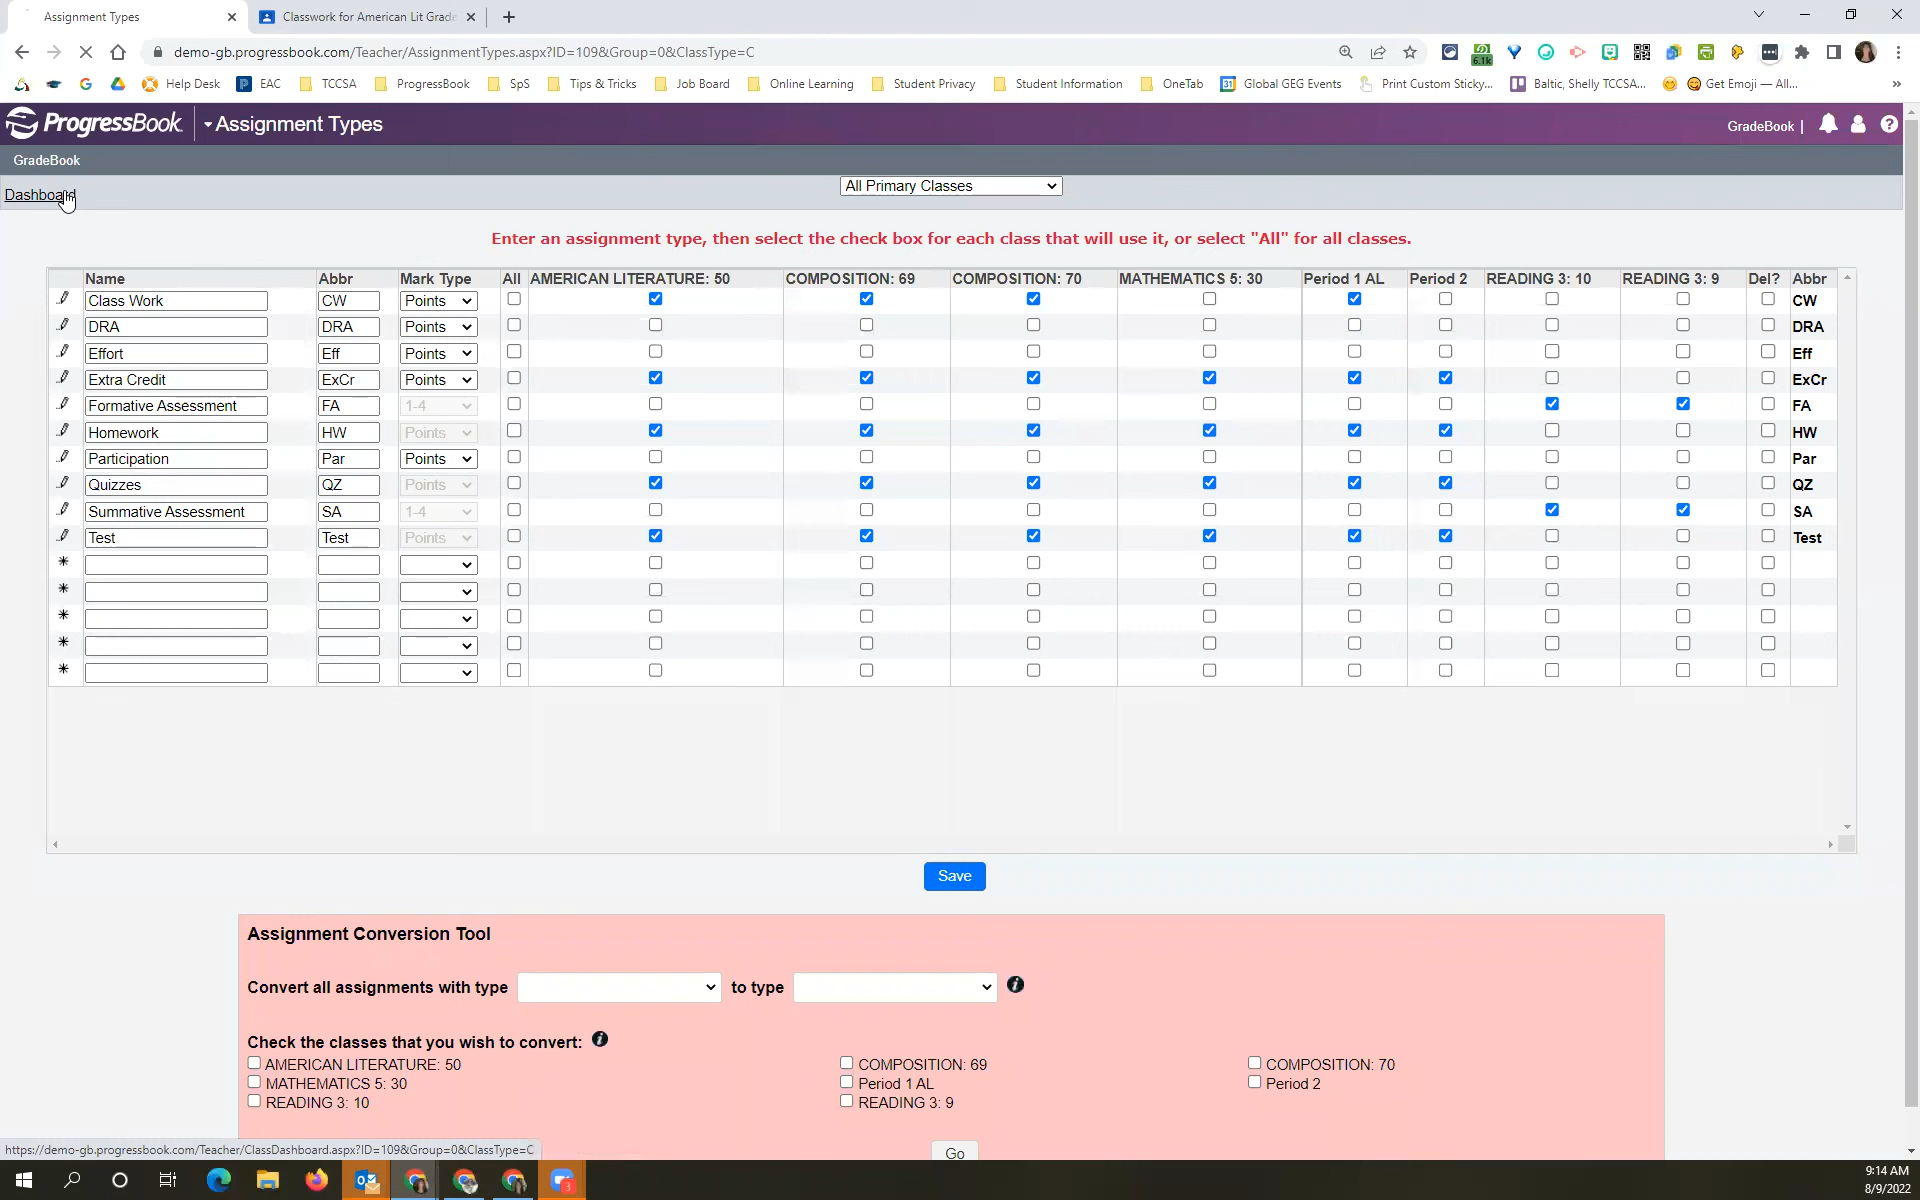 Assignment Types
Classwork for American Lit Grade
demo-gb.progressbook.com/Teacher/AssignmentTypes.aspx?ID=109&Group=0&ClassType=C
6.1k
Help Desk EAC TCCSA ProgressBook SpS Tips & Tricks Job Board Online Learning Student Privacy Student Information OneTab Global GEG Events Print Custom Sticky... Baltic, Shelly TCCSA... Get Emoji — All... »
ProgressBook Assignment Types GradeBook |
GradeBook
Dashboard All Primary Classes
Enter an assignment type, then select the check box for each class that will use it, or select "All" for all classes.
Name Abbr Mark Type All AMERICAN LITERATURE: 50 COMPOSITION: 69 COMPOSITION: 70 MATHEMATICS 5: 30 Period 1 AL Period 2 READING 3: 10 READING 3: 9 Del? Abbr
Class Work CW Points CW
DRA DRA Points DRA
Effort Eff Points Eff
Extra Credit ExCr Points ExCr
Formative Assessment FA 1-4 FA
Homework HW Points HW
Participation Par Points Par
Quizzes QZ Points QZ
Summative Assessment SA 1-4 SA
Test Test Points Test
*
*
*
*
*
Save
Assignment Conversion Tool
Convert all assignments with type to type
Check the classes that you wish to convert:
AMERICAN LITERATURE: 50 COMPOSITION: 69 COMPOSITION: 70
MATHEMATICS 5: 30 Period 1 AL Period 2
READING 3: 10 READING 3: 9
https://demo-gb.progressbook.com/Teacher/ClassDashboard.aspx?ID=109&Group=0&ClassType=C
Go
9:14 AM
8/9/2022